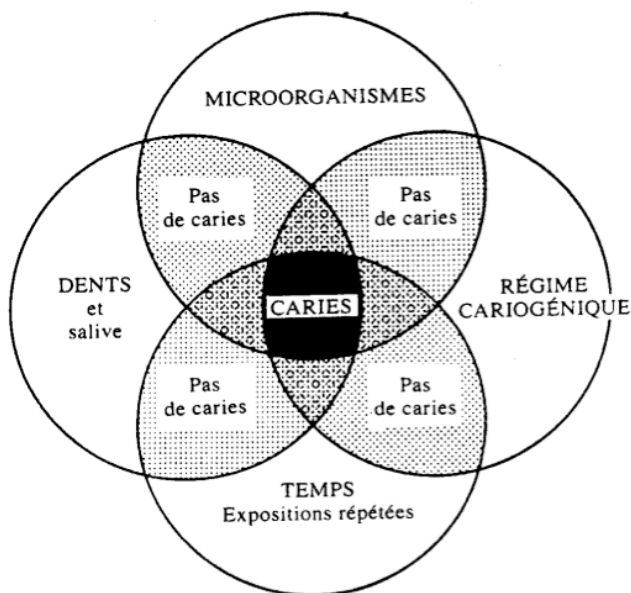 MICROORGANISMES
Pas
de caries
Pas
de caries
DENTS
et
salive
CARIES
RÉGIME
CARIOGÉNIQUE
Pas
de caries
Pas
de caries
TEMPS
Expositions répétées